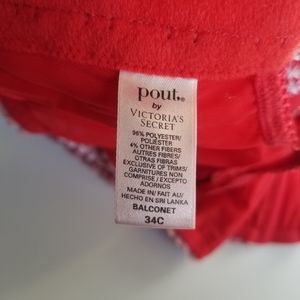 pout.
by
VICTORIA'S
SECRET
96% POLYESTER/
POLIÉSTER
4% OTHER FIBERS
AUTRES FIBRES/
OTRAS FIBRAS
EXCLUSIVE OF TRIMS/
GARNITURES NON
COMPRISE / EXCEPTO
ADORNOS
MADE IN/ FAIT AU/
HECHO EN SRI LANKA
BALCONET
34C